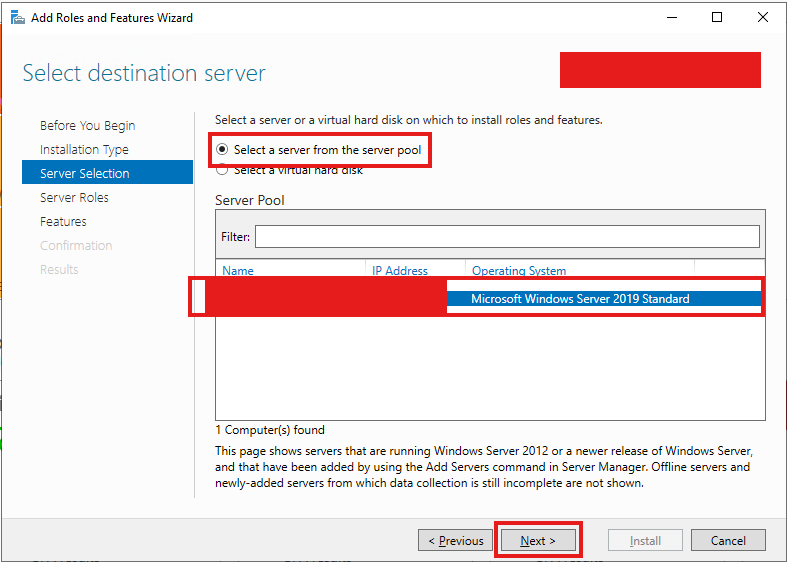 Add Roles and Features Wizard
Select destination server
Before You Begin
Installation Type
Server Selection
Server Roles
Features
Confirmation
Results
Select a server or a virtual hard disk on which to install roles and features.
Select a server from the server pool
Select a virtual hard disk
Server Pool
Filter:
Name IP Address Operating System
Microsoft Windows Server 2019 Standard
1 Computer(s) found
This page shows servers that are running Windows Server 2012 or a newer release of Windows Server,
and that have been added by using the Add Servers command in Server Manager. Offline servers and
newly-added servers from which data collection is still incomplete are not shown.
< Previous Next > Install Cancel